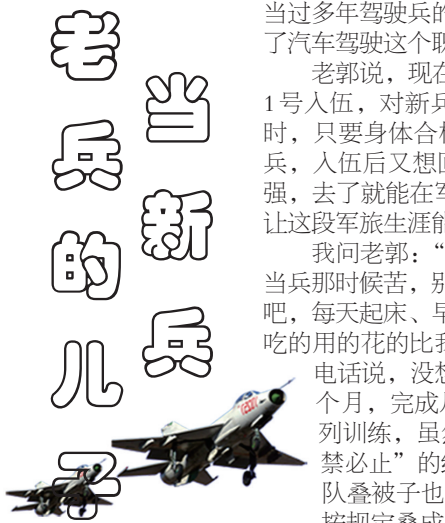 老兵的儿子
当新兵
当过多年驾驶兵的
了汽车驾驶这个职
老郭说，现在
1号入伍，对新兵
时，只要身体合格
兵，入伍后又想回
强，去了就能在军
让这段军旅生涯能
我问老郭：“
当兵那时候苦，别
吧，每天起床、早
吃的用的花的比我
电话说，没想
个月，完成从
列训练，虽然
禁必止”的纪
队叠被子也
按规定叠成